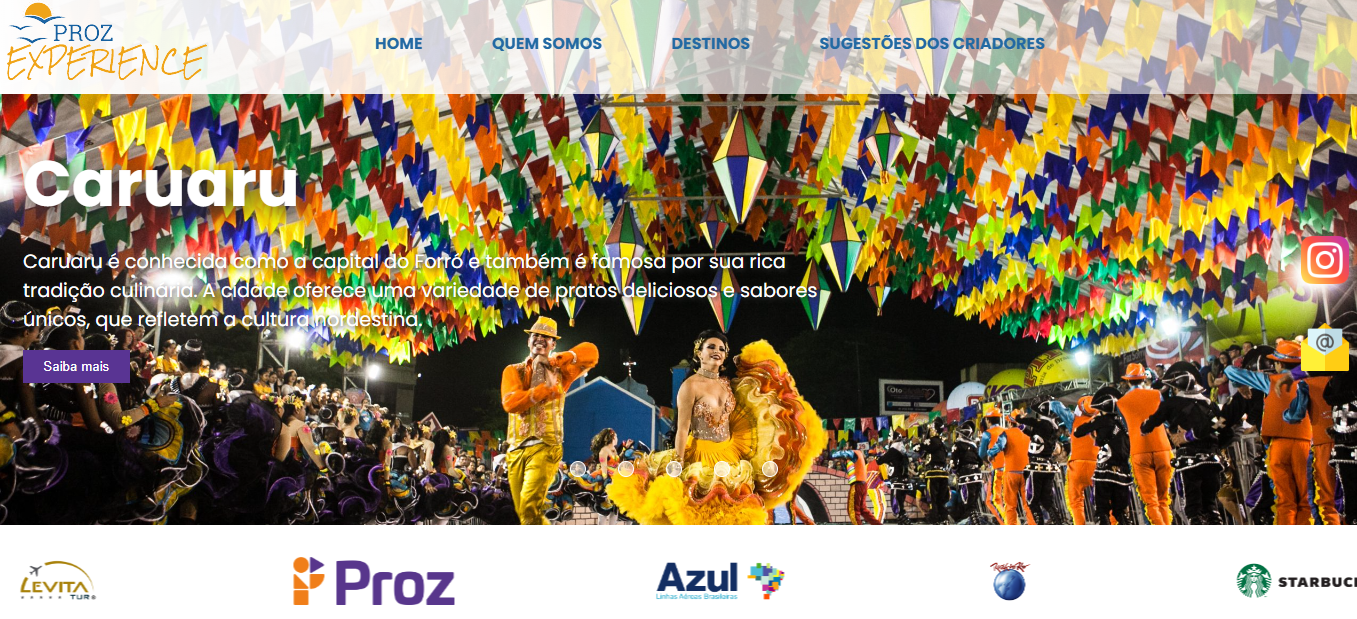 PROZ
EXPERIENCE
HOME
QUEM SOMOS
DESTINOS
SUGESTÕES DOS CRIADORES
Caruaru
Caruaru é conhecida como a capital do Forró e também é famosa por sua rica
tradição culinária. A cidade oferece uma variedade de pratos deliciosos e sabores
únicos, que refletem a cultura nordestina.
Saiba mais
@
LEVITA
TUR
Proz
Azul
Linhas Aéreas Brasileiras
Rock in Rio
STARBUC